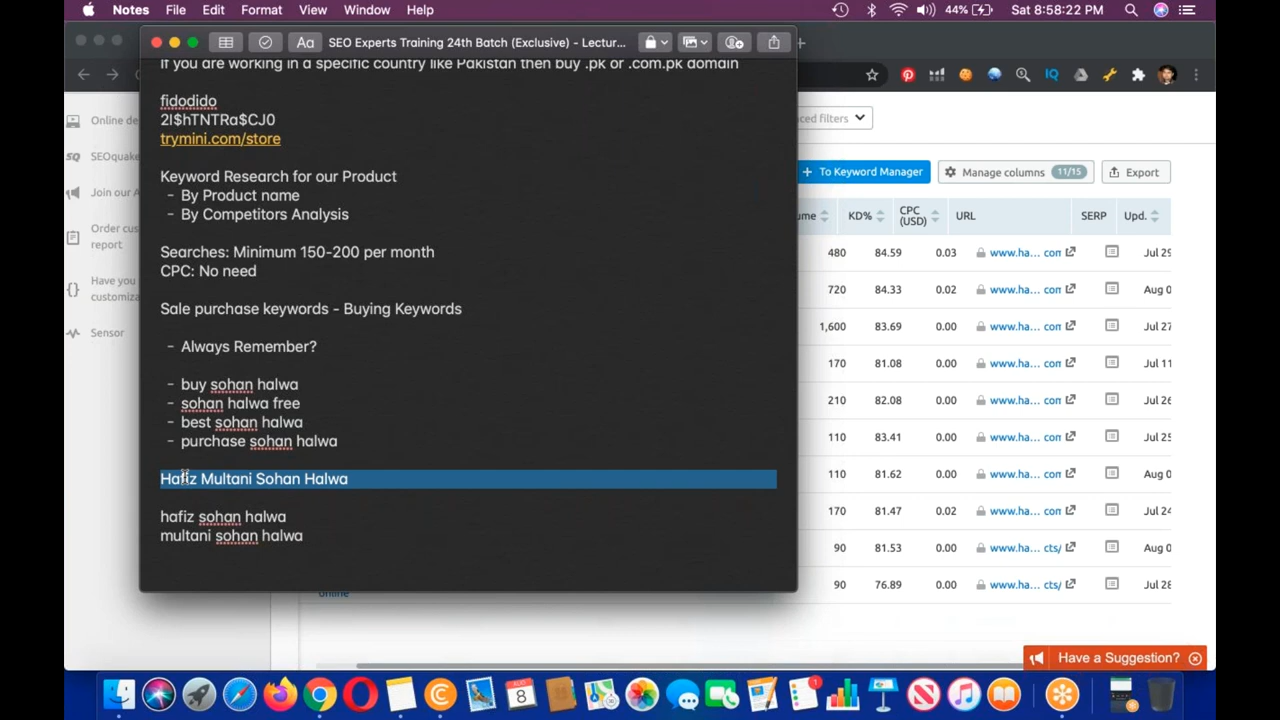 Notes File Edit Format View Window Help 44% Sat 8:58:22 PM
SEO Experts Training 24th Batch (Exclusive) - Lectur...
If you are working in a specific country like Pakistan then buy .pk or .com.pk domain
fidodido
2I$hTNTRa$CJ0
trymini.com/store
Keyword Research for our Product
- By Product name
- By Competitors Analysis
Searches: Minimum 150-200 per month
CPC: No need
Sale purchase keywords - Buying Keywords
- Always Remember?
- buy sohan halwa
- sohan halwa free
- best sohan halwa
- purchase sohan halwa
Hafiz Multani Sohan Halwa
hafiz sohan halwa
multani sohan halwa
Online de
SEOquake
Join our A
Order cus
report
Have you
customiza
Sensor
ced filters
+ To Keyword Manager Manage columns 11/15 Export
ume KD% CPC (USD) URL SERP Upd.
480 84.59 0.03 www.ha... com Jul 29
720 84.33 0.02 www.ha... com Aug 0
1,600 83.69 0.02 www.ha... com Jul 27
170 81.08 0.00 www.ha... com Jul 11
210 82.08 0.00 www.ha... com Jul 26
110 83.41 0.00 www.ha... com Jul 25
110 81.62 0.00 www.ha... com Aug 0
170 81.47 0.02 www.ha... com Jul 24
90 81.53 0.00 www.ha... cts/ Aug 0
90 76.89 0.00 www.ha... cts/ Jul 28
online
Have a Suggestion?